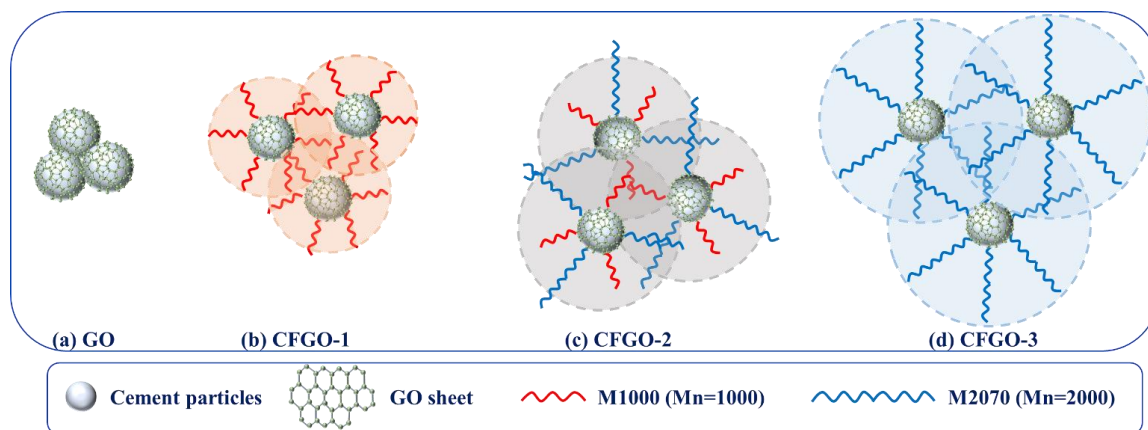 (a) GO
(b) CFGO-1
(c) CFGO-2
(d) CFGO-3
Cement particles
GO sheet
M1000 (Mn=1000)
M2070 (Mn=2000)